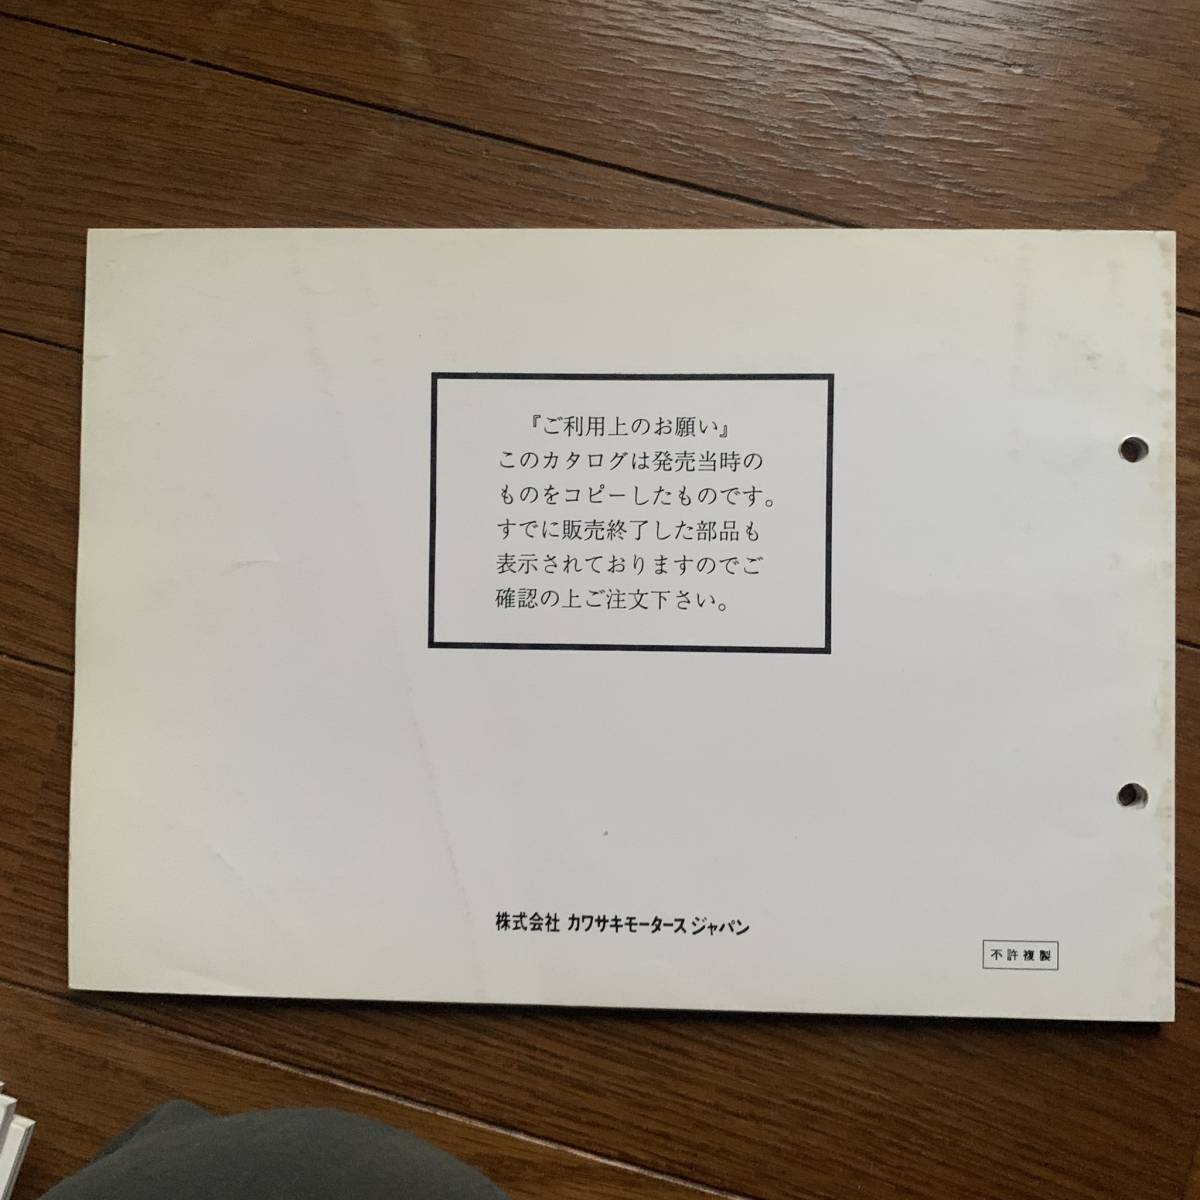 『ご利用上のお願い』
このカタログは発売当時の
ものをコピーしたものです。
すでに販売終了した部品も
表示されておりますのでご
確認の上ご注文下さい。
株式会社 カワサキモータースジャパン
不許複製